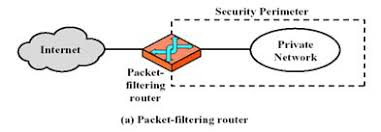 Security Perimeter
Internet
Private
Network
Packet-
filtering
router
(a) Packet-filtering router